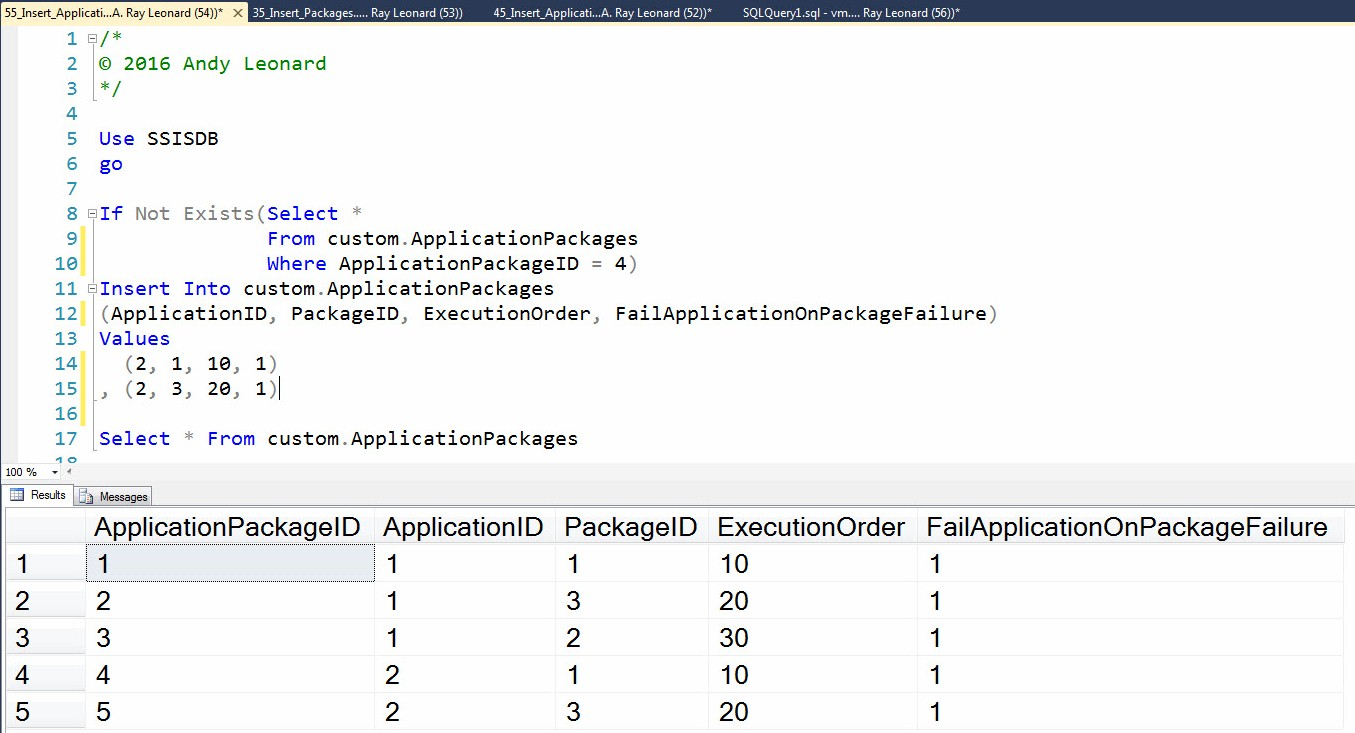 55_Insert_Applicati...A. Ray Leonard (54))* 35_Insert_Packages..... Ray Leonard (53)) 45_Insert_Applicati...A. Ray Leonard (52))* SQLQuery1.sql - vm.... Ray Leonard (56))*
1 /*
2 © 2016 Andy Leonard
3 */
4
5 Use SSISDB
6 go
7
8 If Not Exists(Select *
9 From custom.ApplicationPackages
10 Where ApplicationPackageID = 4)
11 Insert Into custom.ApplicationPackages
12 (ApplicationID, PackageID, ExecutionOrder, FailApplicationOnPackageFailure)
13 Values
14 (2, 1, 10, 1)
15 , (2, 3, 20, 1)
16
17 Select * From custom.ApplicationPackages
18
100 %
Results Messages
ApplicationPackageID ApplicationID PackageID ExecutionOrder FailApplicationOnPackageFailure
1 1 1 1 10 1
2 2 1 3 20 1
3 3 1 2 30 1
4 4 2 1 10 1
5 5 2 3 20 1